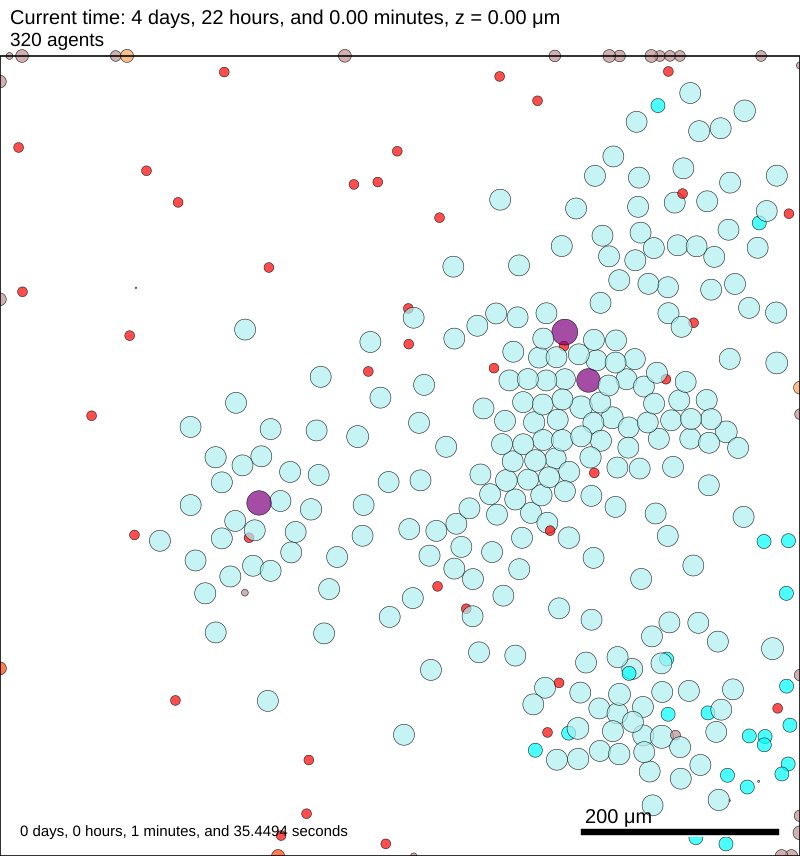 Current time: 4 days, 22 hours, and 0.00 minutes, z = 0.00 μm
320 agents
200 μm
0 days, 0 hours, 1 minutes, and 35.4494 seconds